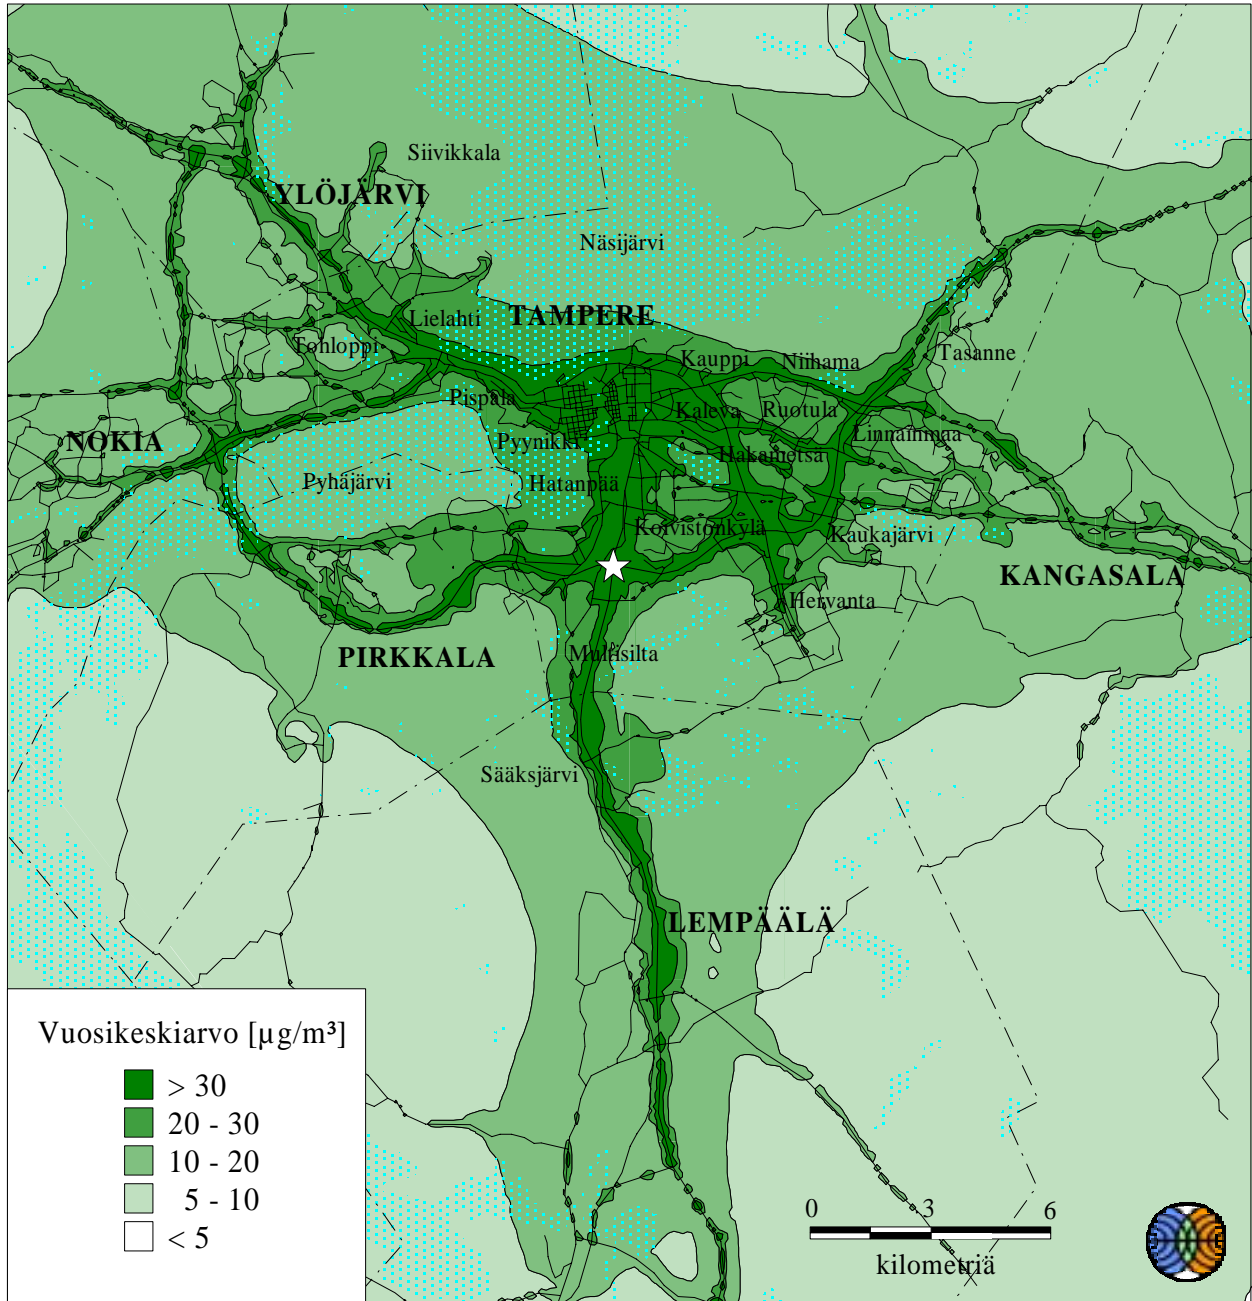 Siivikkala
YLÖJÄRVI
Näsijärvi
Lielahti
TAMPERE
Tohloppi
Kauppi
Niihama
Tasanne
Pispala
Kaleva
Ruotula
NOKIA
Pyynikki
Linnainmaa
Hakametsä
Pyhäjärvi
Hatanpää
Koivistonkylä
Kaukajärvi
KANGASALA
Hervanta
PIRKKALA
Multisilta
Sääksjärvi
LEMPÄÄLÄ
Vuosikeskiarvo [µg/m³]
> 30
20 - 30
10 - 20
5 - 10
< 5
0 3 6
kilometriä